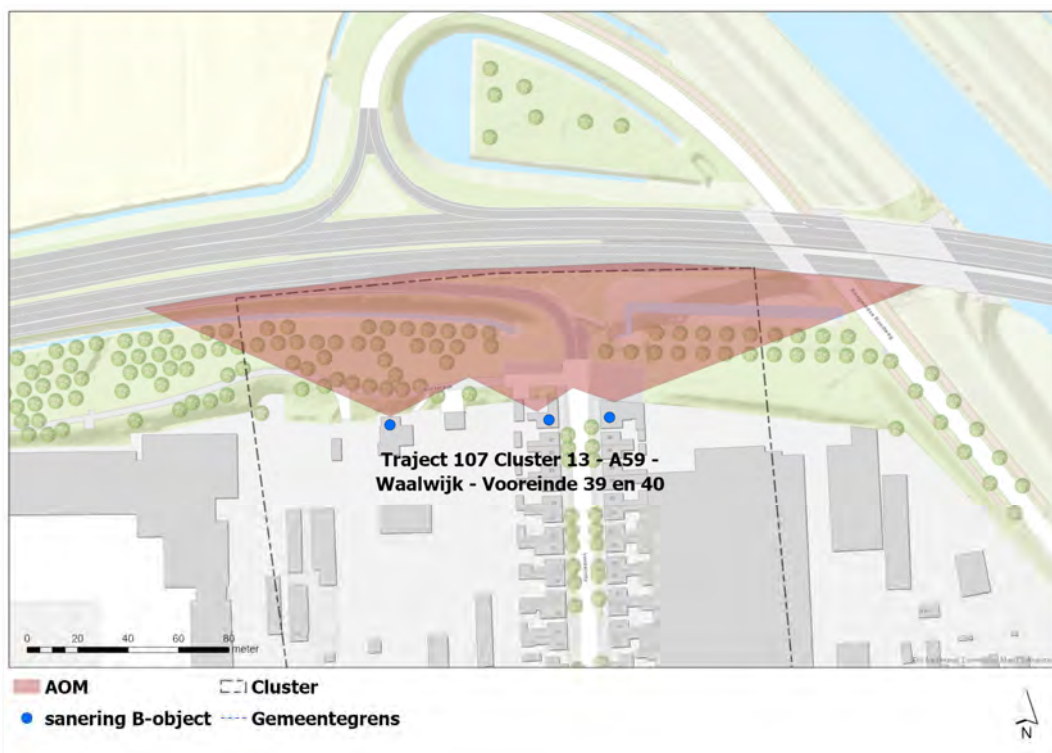 Traject 107 Cluster 13 - A59 -
Waalwijk - Vooreinde 39 en 40
0 20 40 60 80
meter
AOM
Cluster
sanering B-object
Gemeentegrens
N